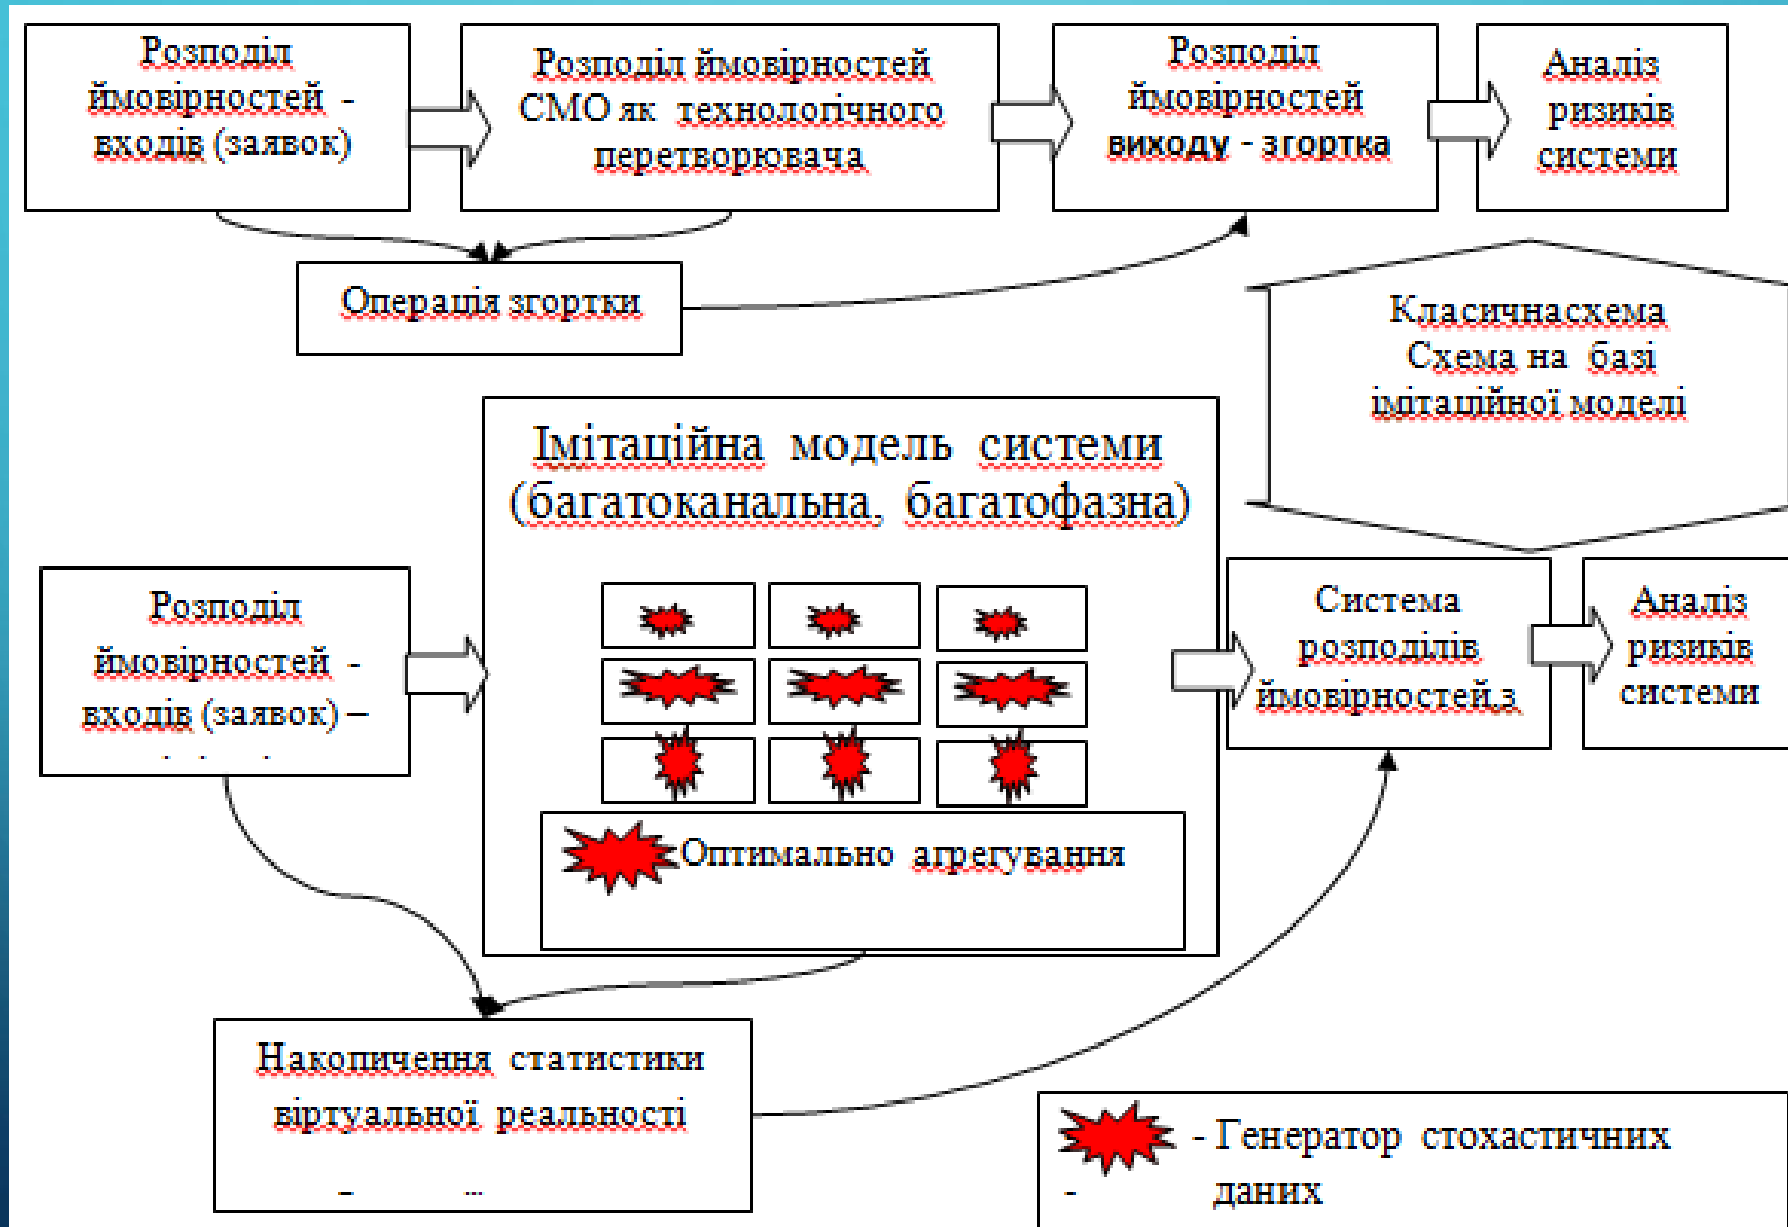 Розподіл
ймовірностей -
входів (заявок)
Розподіл ймовірностей
СМО як технологічного
перетворювача
Розподіл
ймовірностей
виходу - згортка
Аналіз
ризиків
системи
Операція згортки
Класичнасхема
Схема на базі
імітаційної моделі
Імітаційна модель системи
(багатоканальна, багатофазна)
Розподіл
ймовірностей -
входів (заявок) –
Система
розподілів
ймовірностей,з
Аналіз
ризиків
системи
Оптимально агрегування
Накопичення статистики
віртуальної реальності
- Генератор стохастичних
- даних